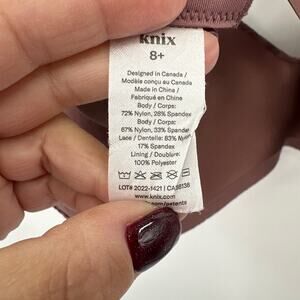 knix
8+
Designed in Canada /
Modèle conçu au Canada
Made in China /
Fabriqué en Chine
Body / Corps:
72% Nylon, 28% Spandex
Body / Corps:
67% Nylon, 33% Spandex
Lace / Dentelle: 83% Nylon
17% Spandex
Lining / Doublure:
100% Polyester
LOT# 2022-1421 | CA
www.knix.com